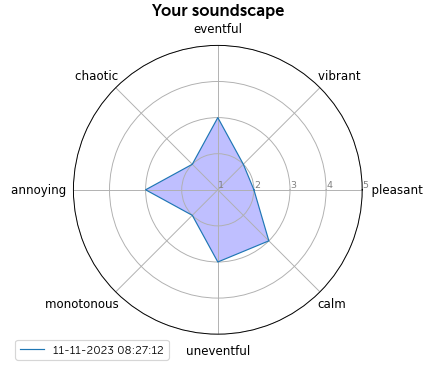 Your soundscape
eventful
chaotic
vibrant
annoying
1 2 3 4 5
pleasant
monotonous
calm
uneventful
11-11-2023 08:27:12